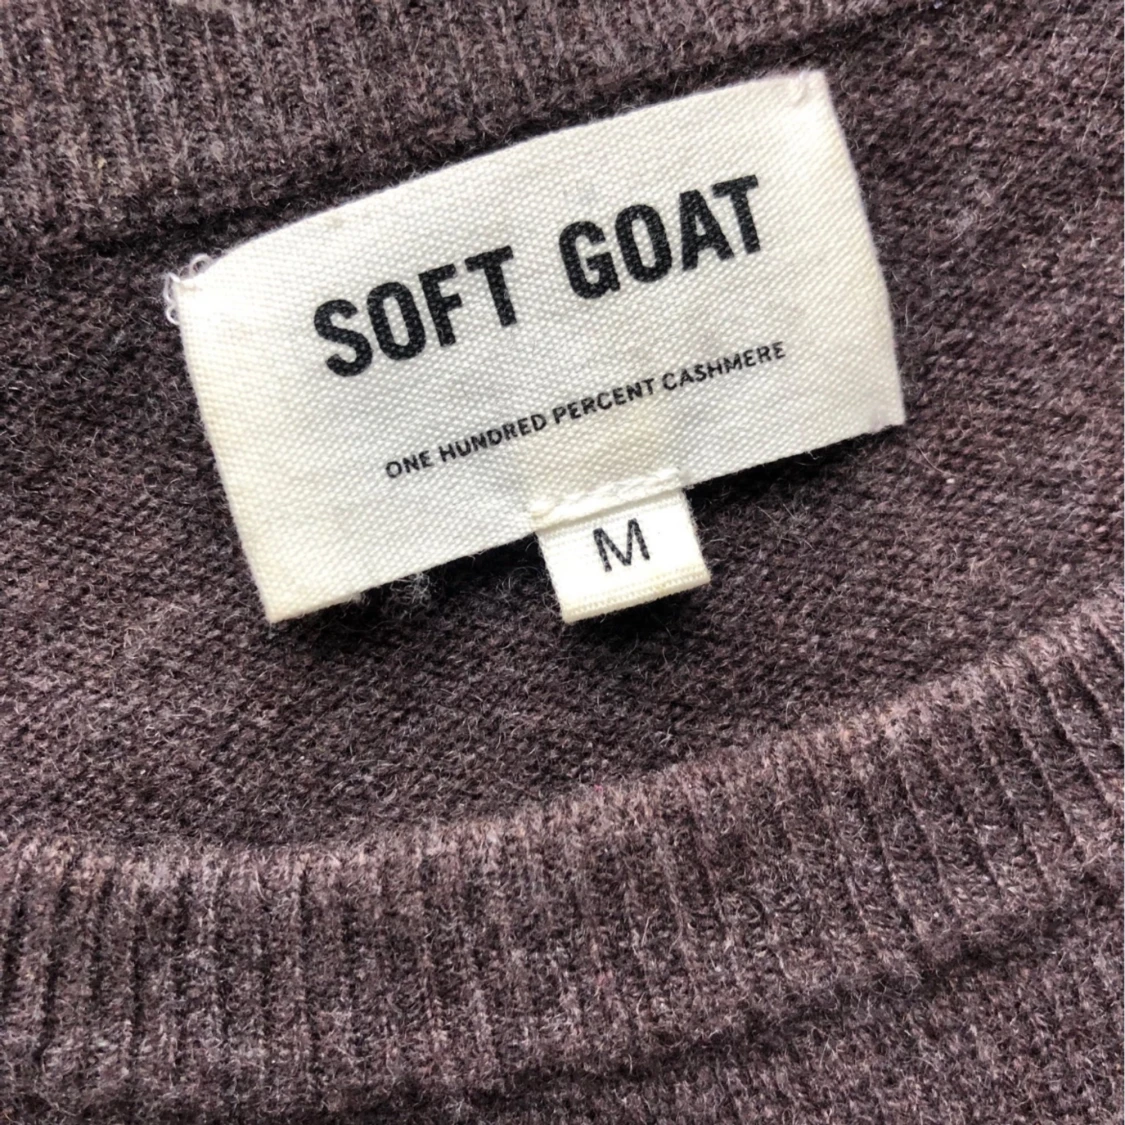 SOFT GOAT
ONE HUNDRED PERCENT CASHMERE
M